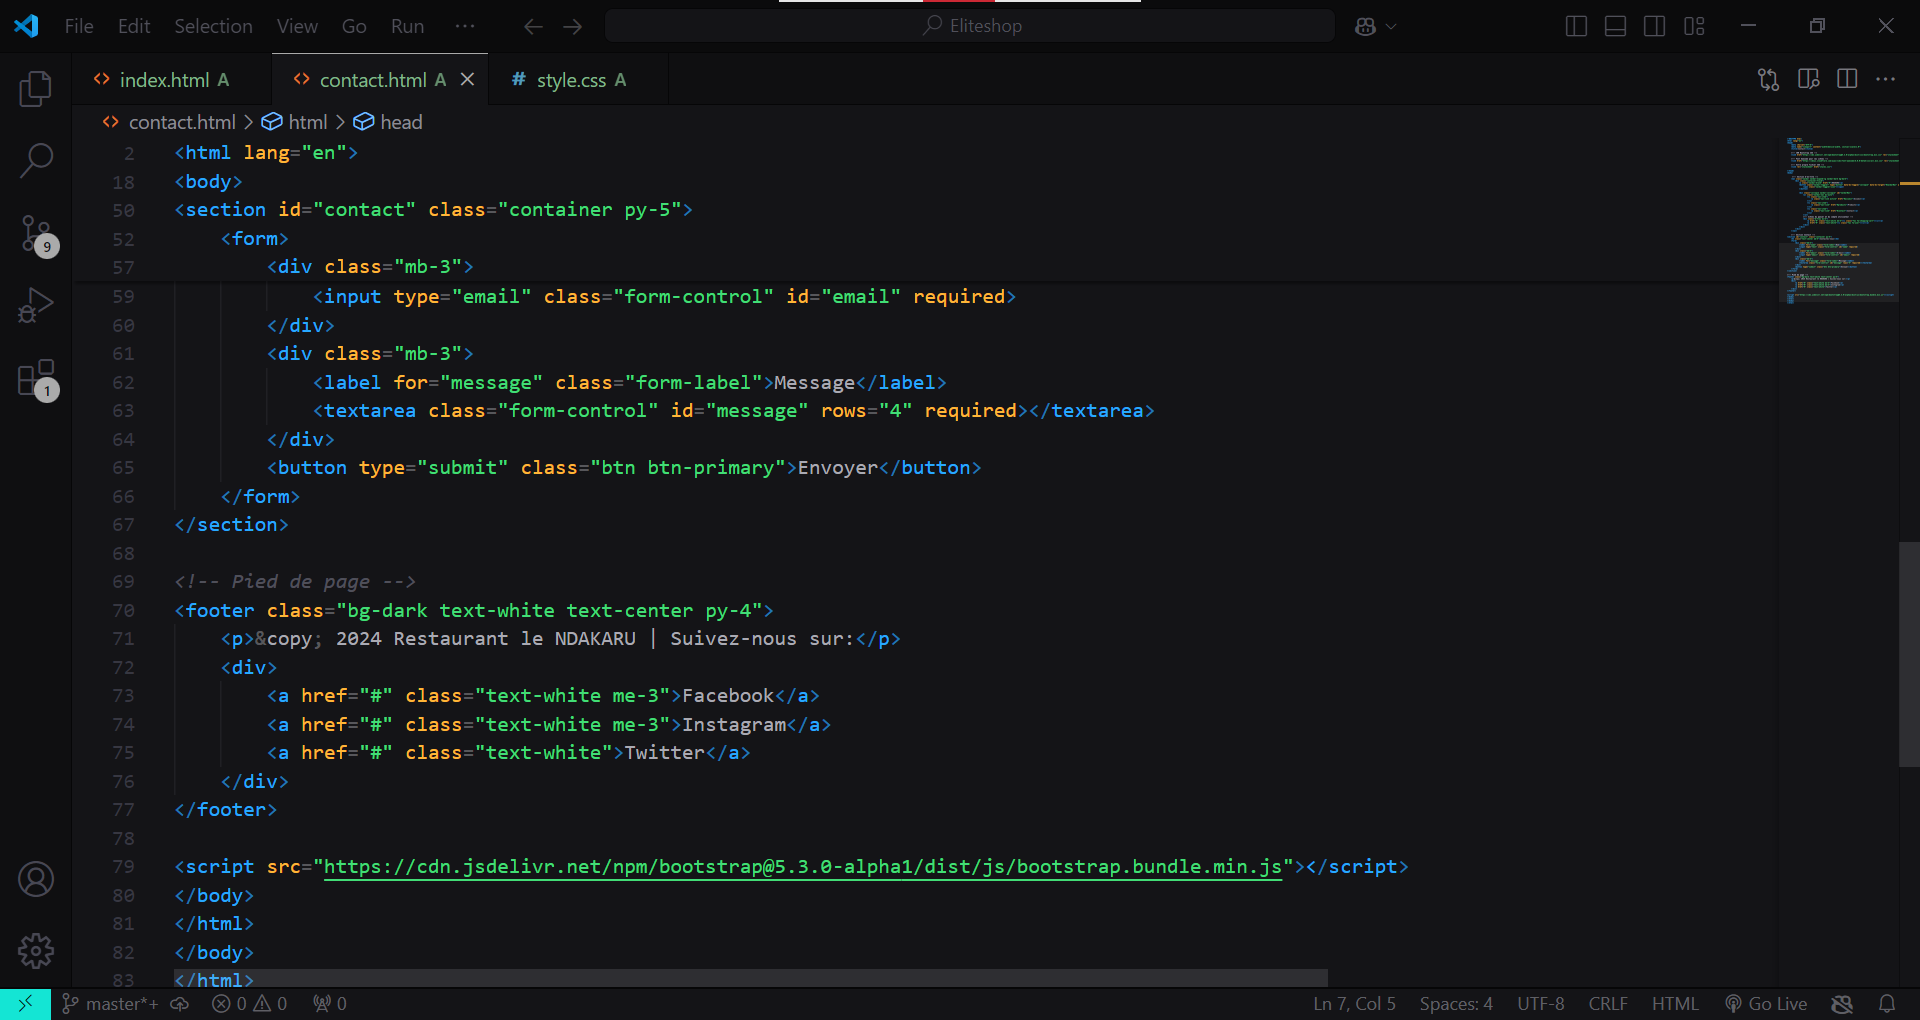 File Edit Selection View Go Run ··· Eliteshop
index.html A contact.html A style.css A
contact.html > html > head
2 <html lang="en">
18 <body>
50 <section id="contact" class="container py-5">
52 <form>
57 <div class="mb-3">
59 <input type="email" class="form-control" id="email" required>
60 </div>
61 <div class="mb-3">
62 <label for="message" class="form-label">Message</label>
63 <textarea class="form-control" id="message" rows="4" required></textarea>
64 </div>
65 <button type="submit" class="btn btn-primary">Envoyer</button>
66 </form>
67 </section>
68
69 <!-- Pied de page -->
70 <footer class="bg-dark text-white text-center py-4">
71 <p>&copy; 2024 Restaurant le NDAKARU | Suivez-nous sur:</p>
72 <div>
73 <a href="#" class="text-white me-3">Facebook</a>
74 <a href="#" class="text-white me-3">Instagram</a>
75 <a href="#" class="text-white">Twitter</a>
76 </div>
77 </footer>
78
79 <script src="https://cdn.jsdelivr.net/npm/bootstrap@5.3.0-alpha1/dist/js/bootstrap.bundle.min.js"></script>
80 </body>
81 </html>
82 </body>
83 </html>
9
1
master*+ 0 0 0 Ln 7, Col 5 Spaces: 4 UTF-8 CRLF HTML Go Live